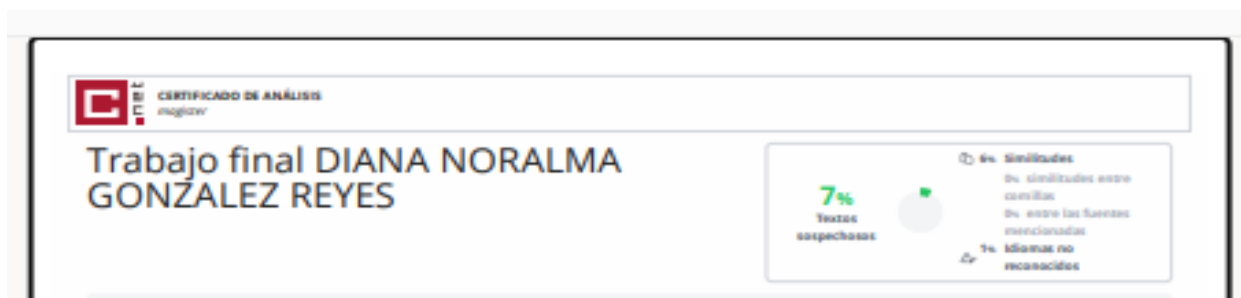 CERTIFICADO DE ANÁLISIS
magister
Trabajo final DIANA NORALMA
GONZALEZ REYES
7%
Textos
sospechosos
6% Similitudes
0% similitudes entre
comillas
0% entre las fuentes
mencionadas
1% Idiomas no
reconocidos